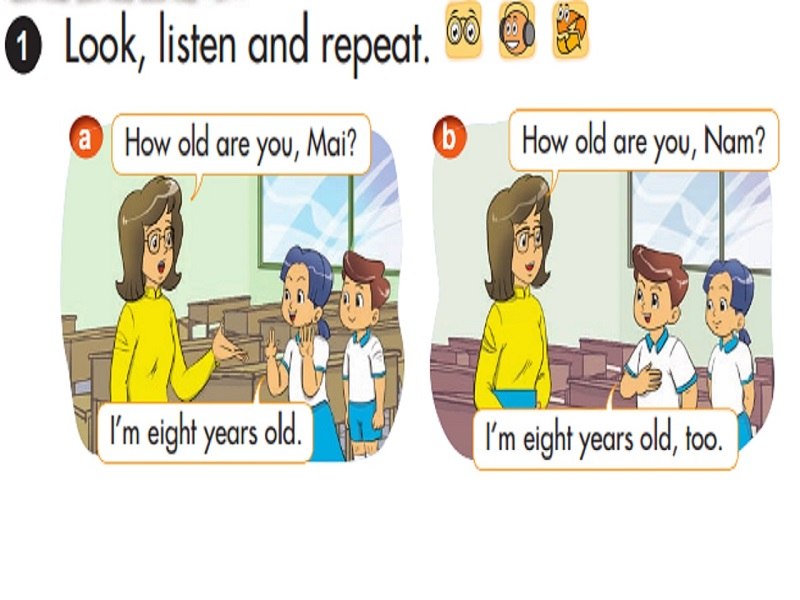 1 Look, listen and repeat.
a
How old are you, Mai?
I'm eight years old.
b
How old are you, Nam?
I'm eight years old, too.